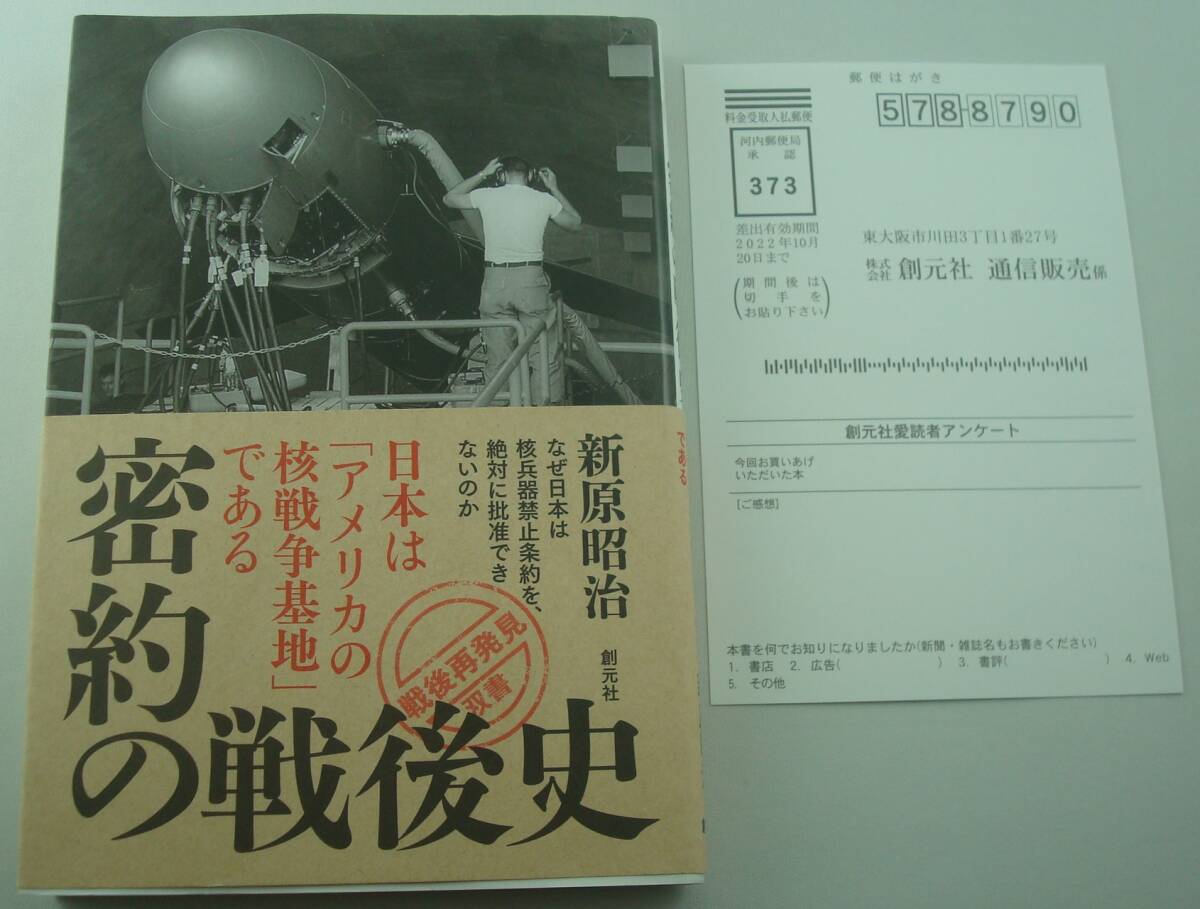 新原昭治
なぜ日本は
核兵器禁止条約を、
絶対に批准でき
ないのか
日本は
「アメリカの
核戦争基地」
である
密約の戦後史
戦後再発見
双書
創元社
である
郵便はがき
料金受取人払郵便
578-8790
河内郵便局
承認
373
差出有効期間
2022年10月
20日まで
(期間後は
切手を
お貼り下さい)
東大阪市川田3丁目1番27号
株式会社 創元社 通信販売係
創元社愛読者アンケート
今回お買いあげ
いただいた本
[ご感想]
本書を何でお知りになりましたか(新聞・雑誌名もお書きください)
1. 書店 2. 広告( ) 3. 書評( ) 4. Web
5. その他